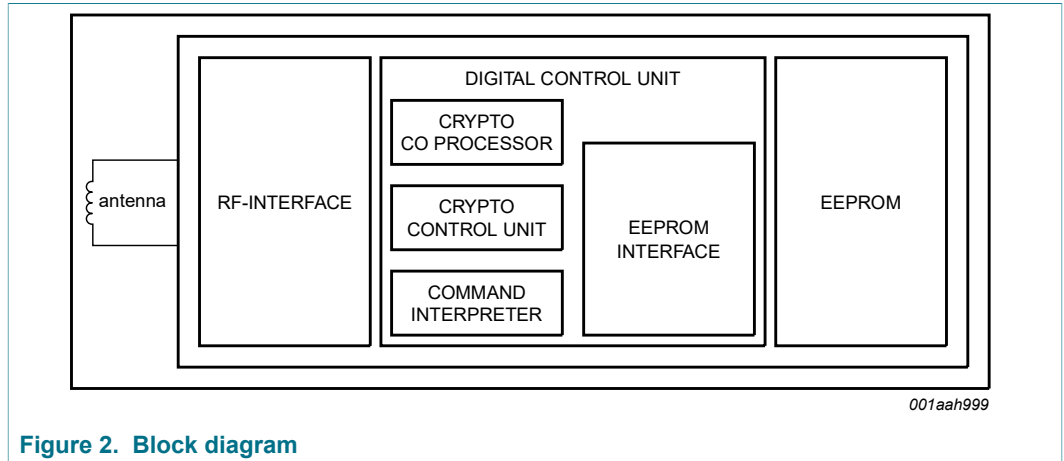 DIGITAL CONTROL UNIT
CRYPTO
CO PROCESSOR
antenna
RF-INTERFACE
CRYPTO
CONTROL UNIT
EEPROM
INTERFACE
EEPROM
COMMAND
INTERPRETER
001aah999
Figure 2. Block diagram